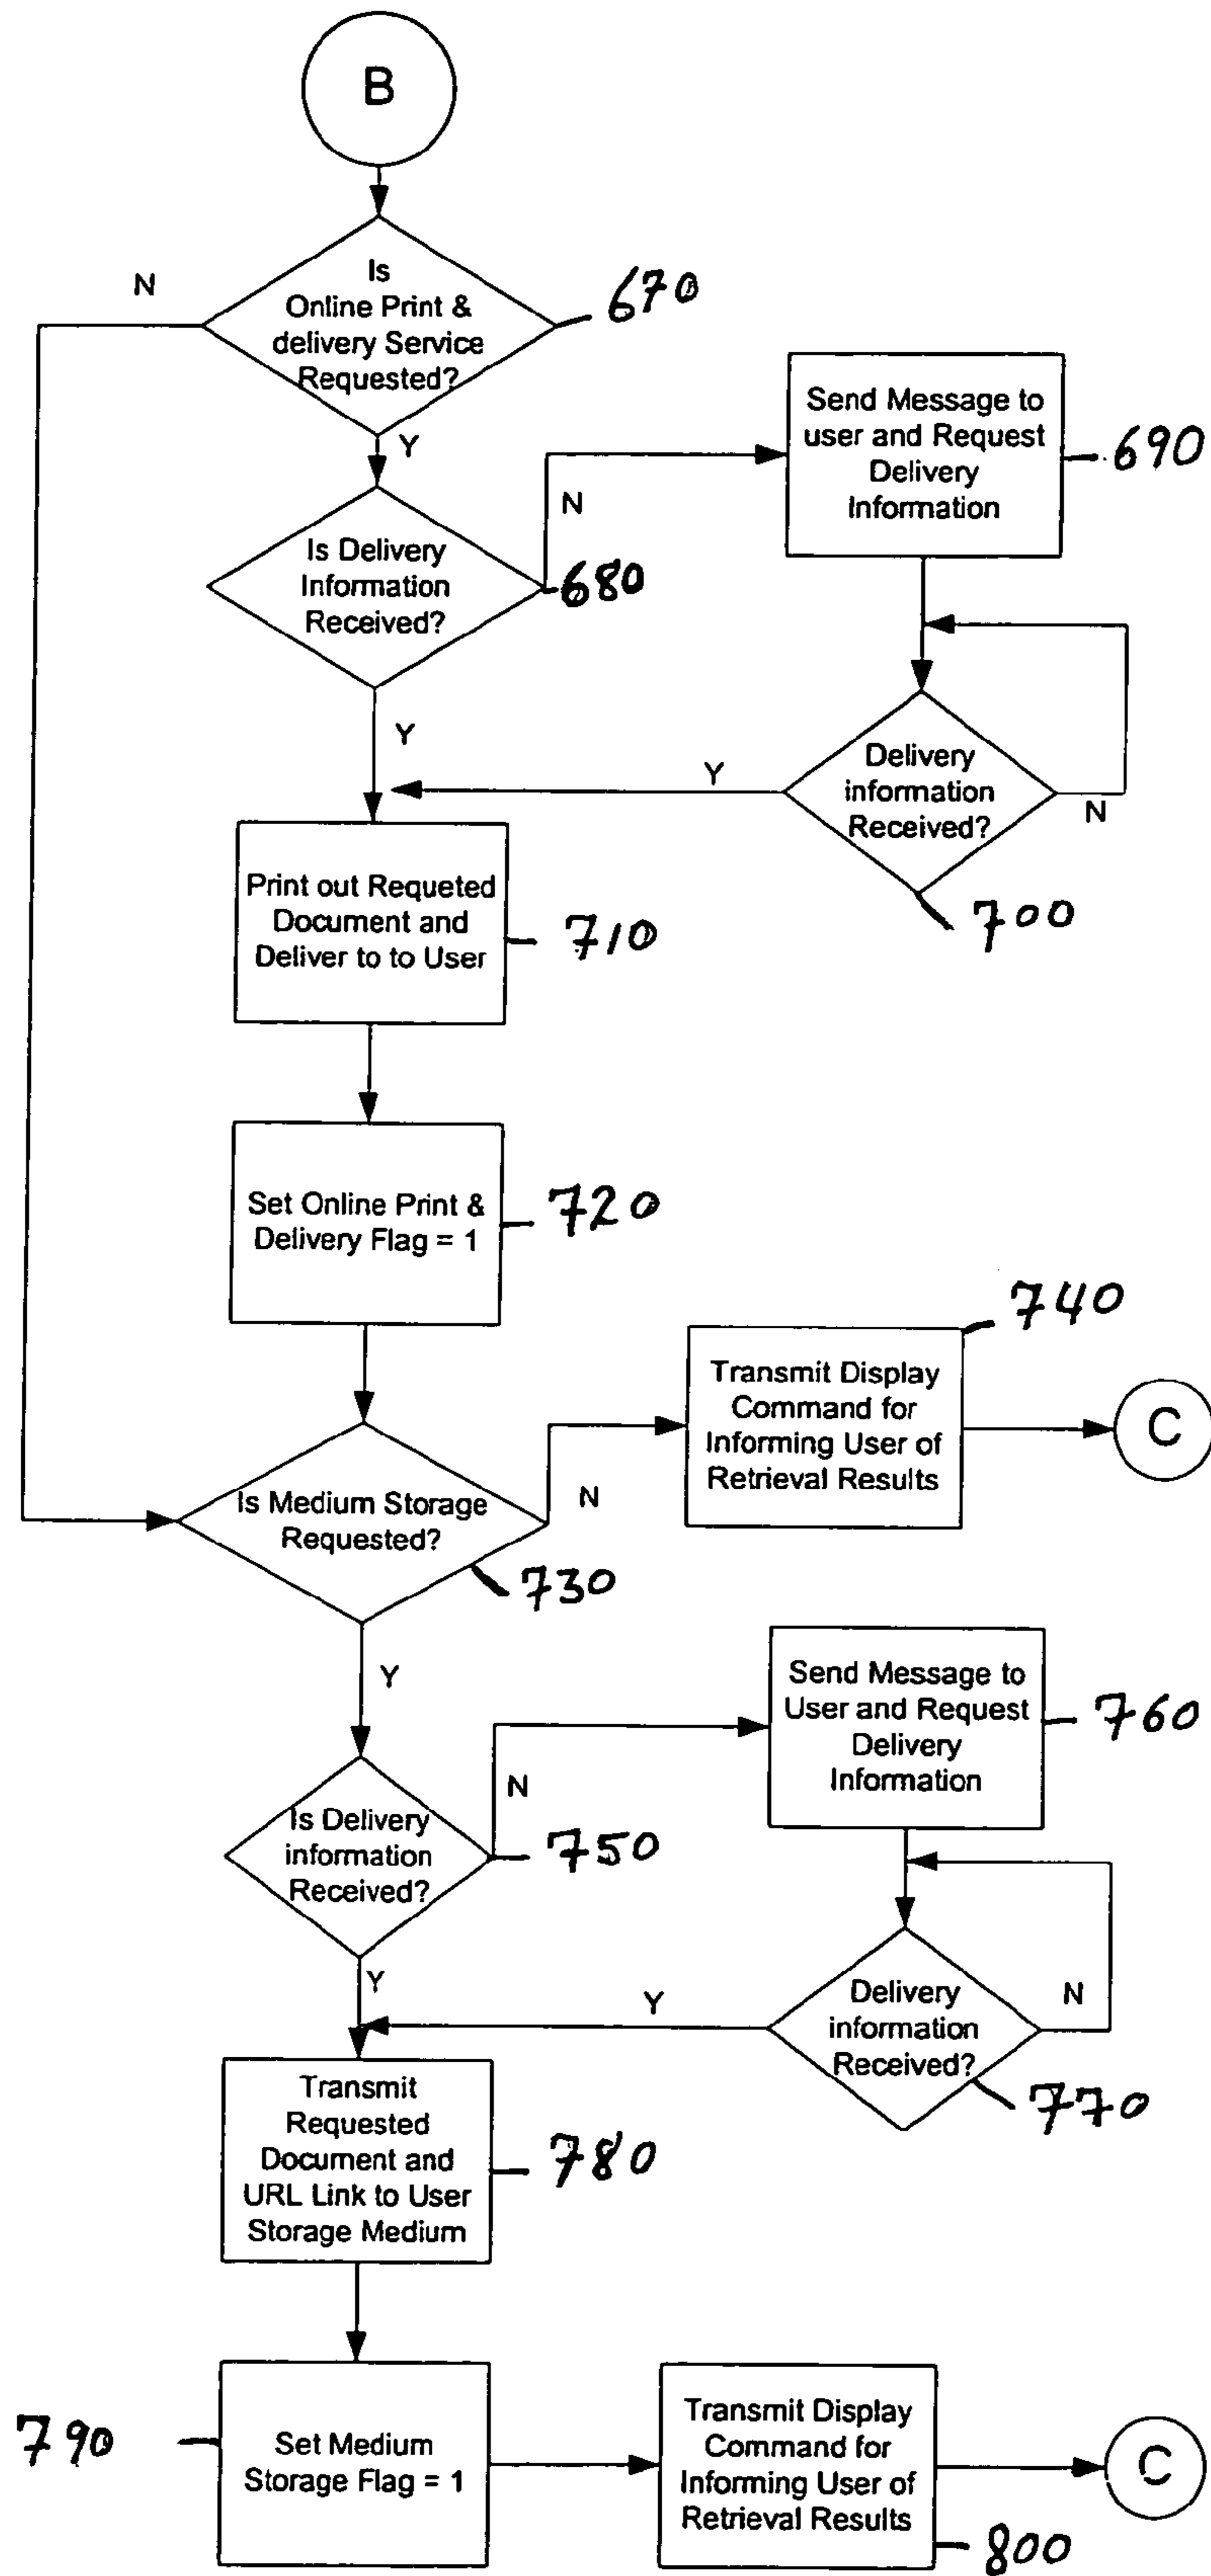 B
Is
Online Print &
delivery Service
Requested?
N
670
Y
Send Message to
user and Request
Delivery
Information
690
Is Delivery
Information
Received?
N
680
Y
Delivery
information
Received?
Y
N
700
Print out Requeted
Document and
Deliver to to User
710
Set Online Print &
Delivery Flag = 1
720
740
Transmit Display
Command for
Informing User of
Retrieval Results
C
Is Medium Storage
Requested?
N
730
Y
Send Message to
User and Request
Delivery
Information
760
Is Delivery
information
Received?
N
750
Y
Delivery
information
Received?
Y
N
770
Transmit
Requested
Document and
URL Link to User
Storage Medium
780
790
Set Medium
Storage Flag = 1
Transmit Display
Command for
Informing User of
Retrieval Results
800
C